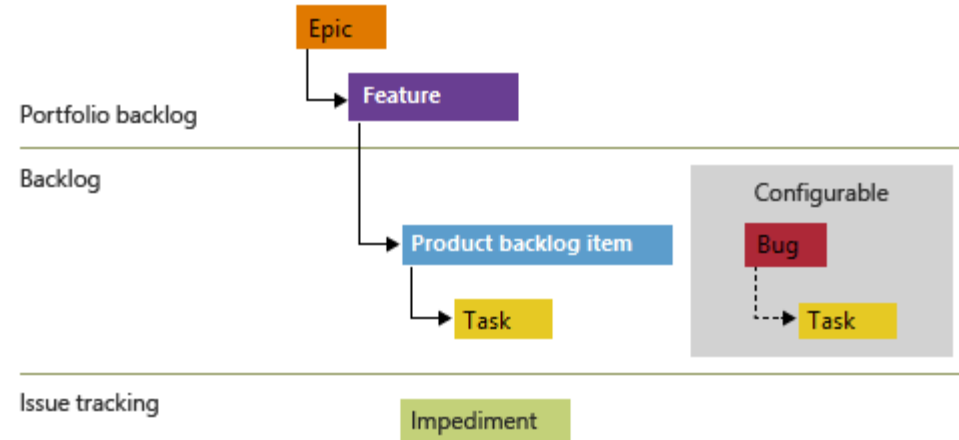 Epic
Feature
Portfolio backlog
Backlog
Configurable
Product backlog item
Bug
Task
Task
Issue tracking
Impediment